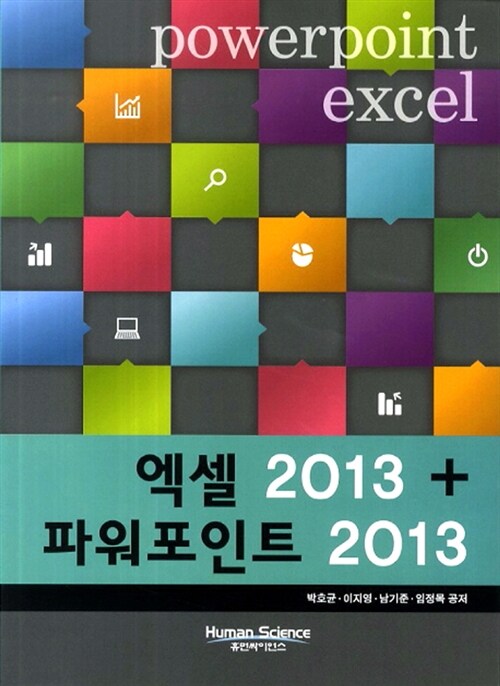 powerpoint
excel
엑셀 2013 +
파워포인트 2013
박호균·이지영·남기준·임정목 공저
Human Science
휴먼싸이언스